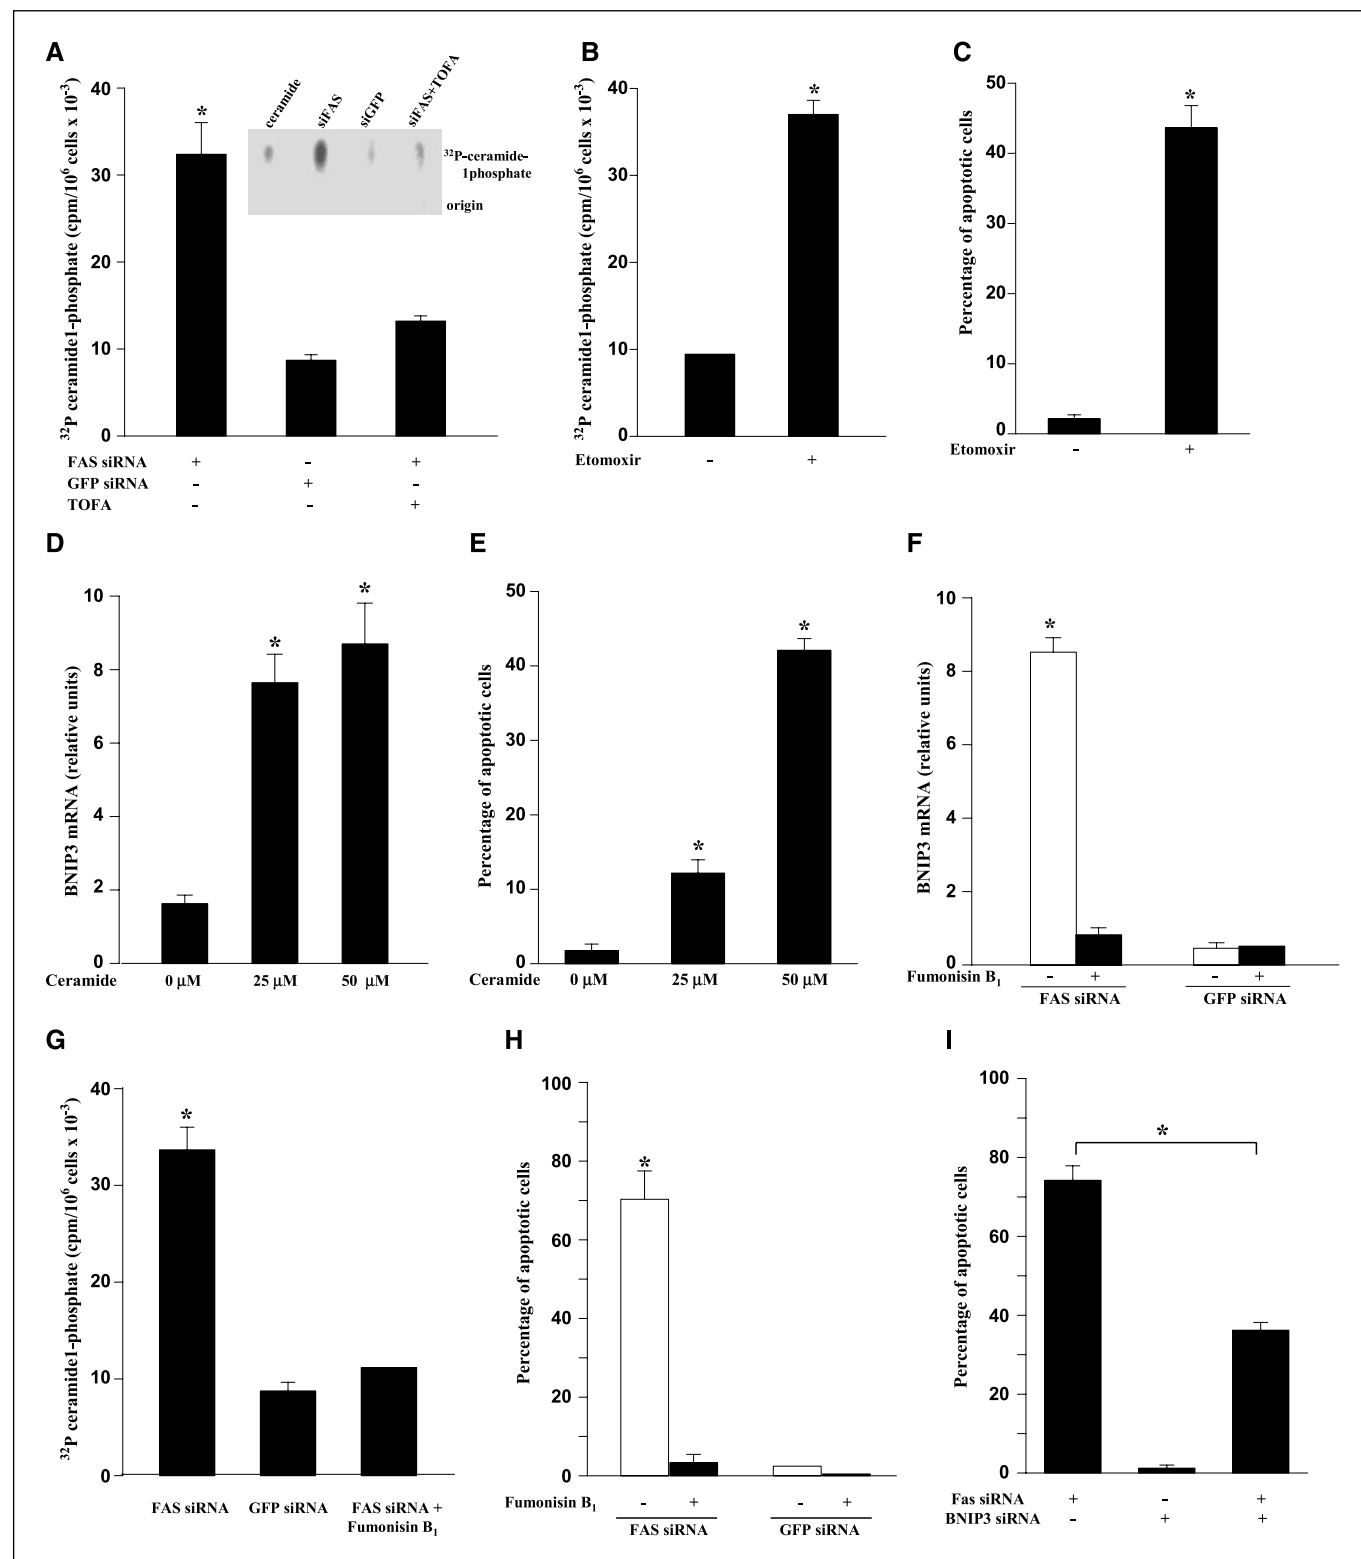 A
B
C
³²P ceramide1-phosphate (cpm/10⁶ cells x 10⁻³)
40
30
20
10
0
*
ceramide
siFAS
siGFP
siFAS+TOFA
³²P-ceramide-
1phosphate
origin
FAS siRNA + - +
GFP siRNA - + -
TOFA - - +
³²P ceramide1-phosphate (cpm/10⁶ cells x 10⁻³)
40
30
20
10
0
*
Etomoxir - +
Percentage of apoptotic cells
50
40
30
20
10
0
*
Etomoxir - +
D
E
F
BNIP3 mRNA (relative units)
10
8
6
4
2
0
*
*
Ceramide 0 µM 25 µM 50 µM
Percentage of apoptotic cells
50
40
30
20
10
0
*
*
Ceramide 0 µM 25 µM 50 µM
BNIP3 mRNA (relative units)
10
8
6
4
2
0
*
Fumonisin B₁ - + - +
FAS siRNA GFP siRNA
G
H
I
³²P ceramide1-phosphate (cpm/10⁶ cells x 10⁻³)
40
30
20
10
0
*
FAS siRNA GFP siRNA FAS siRNA +
Fumonisin B₁
Percentage of apoptotic cells
100
80
60
40
20
0
*
Fumonisin B₁ - + - +
FAS siRNA GFP siRNA
Percentage of apoptotic cells
100
80
60
40
20
0
*
Fas siRNA + - +
BNIP3 siRNA - + +